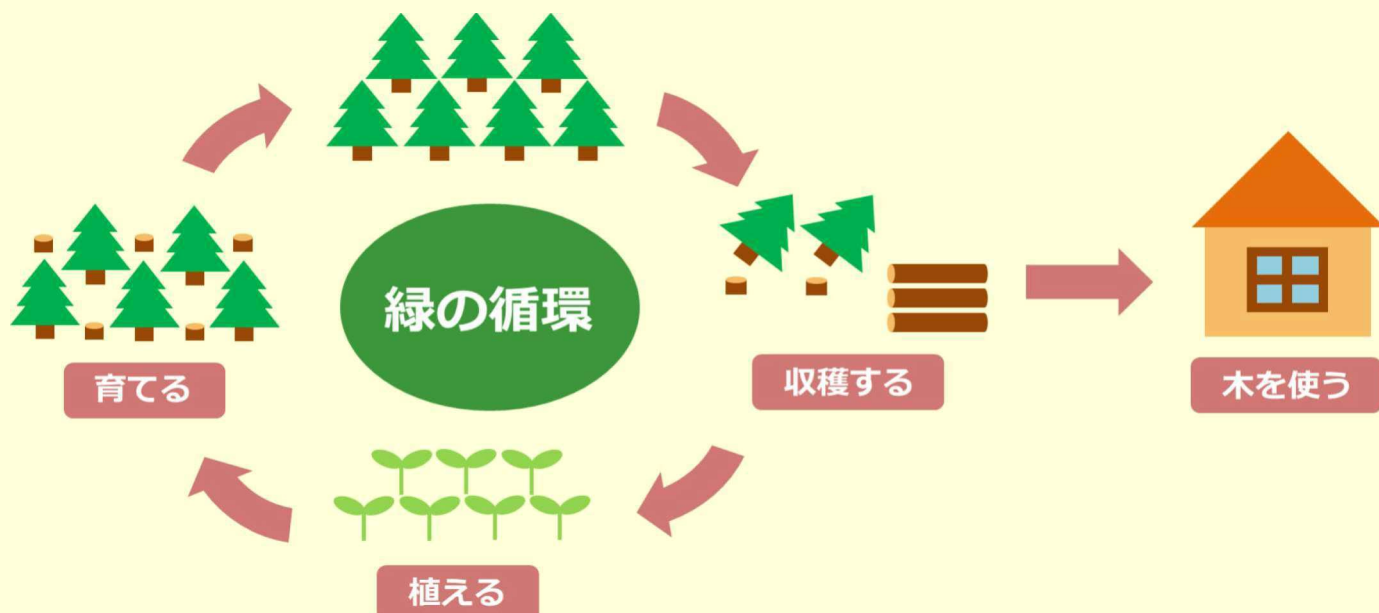 緑の循環
育てる
収穫する
木を使う
植える